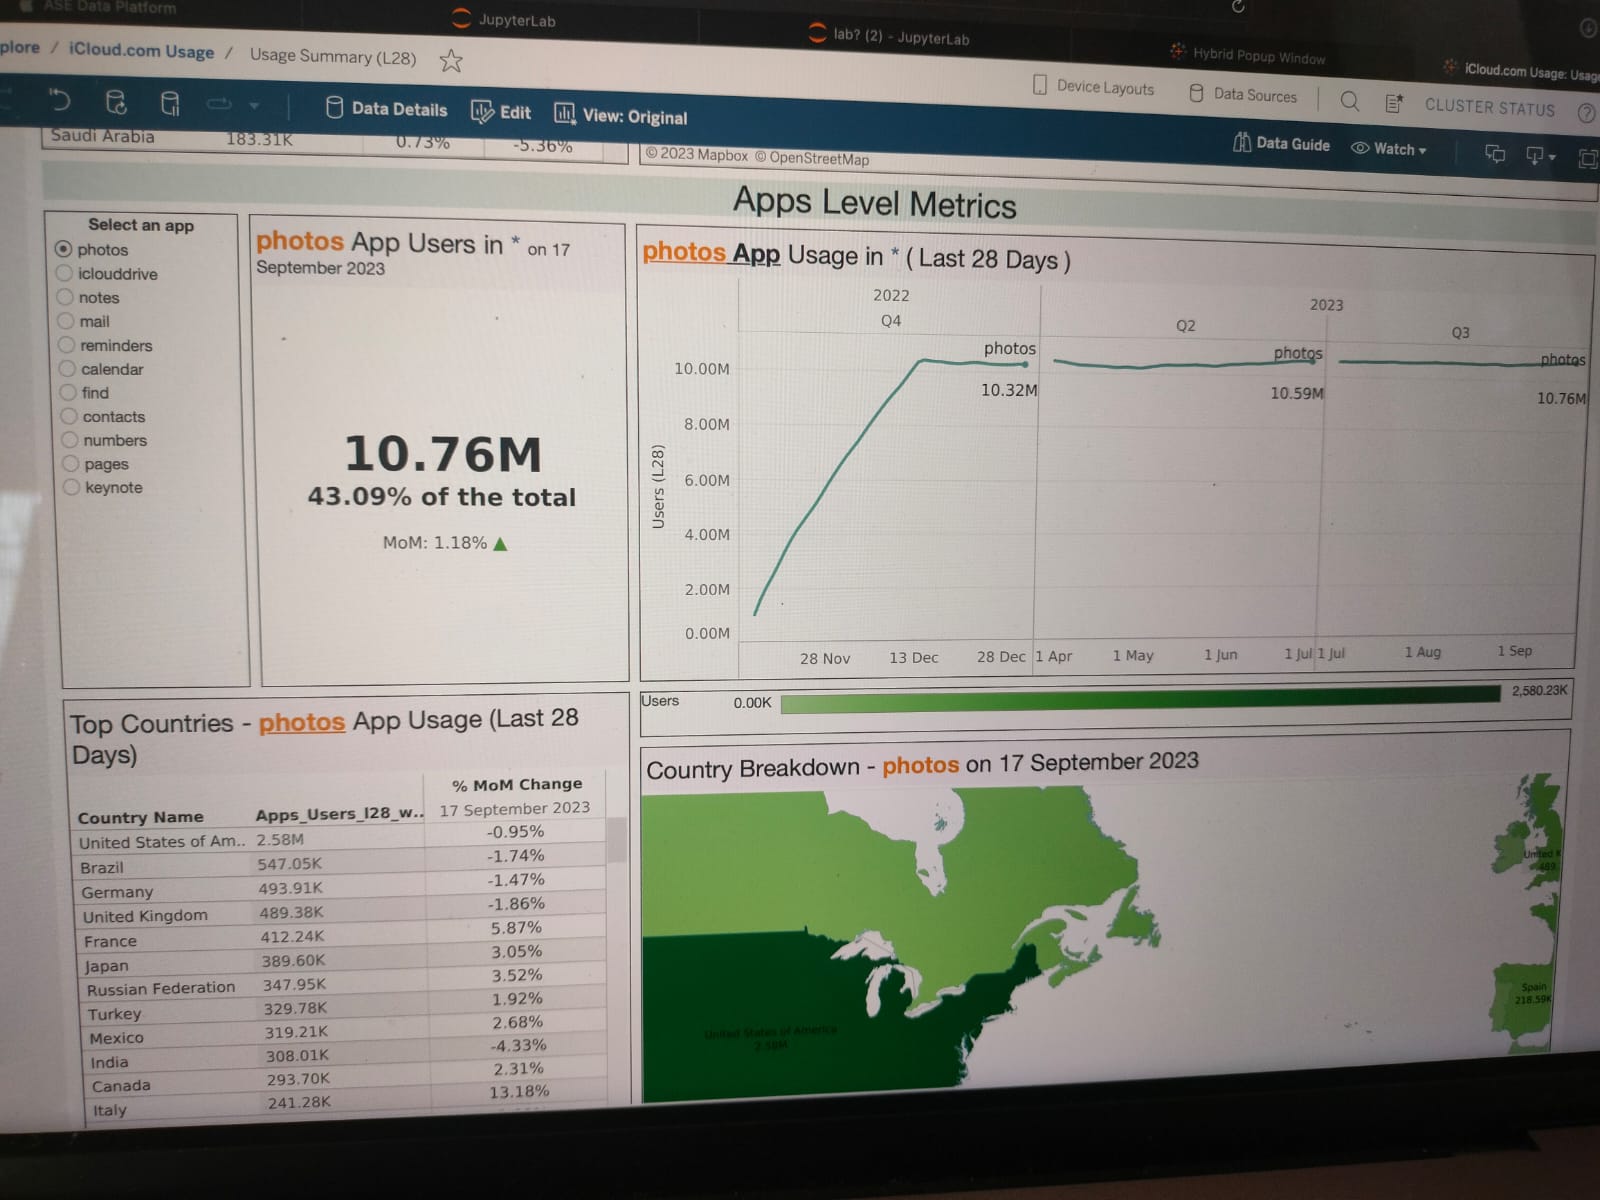 ASE Data Platform
JupyterLab
lab? (2) - JupyterLab
Hybrid Popup Window
iCloud.com Usage: Usag
plore / iCloud.com Usage / Usage Summary (L28)
Device Layouts
Data Sources
CLUSTER STATUS
Data Details
Edit
View: Original
Data Guide
Watch
Saudi Arabia 183.31K 0.73% -5.36%
© 2023 Mapbox © OpenStreetMap
Apps Level Metrics
Select an app
photos
iclouddrive
notes
mail
reminders
calendar
find
contacts
numbers
pages
keynote
photos App Users in * on 17
September 2023
10.76M
43.09% of the total
MoM: 1.18% ▲
photos App Usage in * ( Last 28 Days )
2022
2023
Q4
Q2
Q3
photos
photos
photos
10.32M
10.59M
10.76M
Users (L28)
10.00M
8.00M
6.00M
4.00M
2.00M
0.00M
28 Nov 13 Dec 28 Dec 1 Apr 1 May 1 Jun 1 Jul 1 Jul 1 Aug 1 Sep
Users 0.00K 2,580.23K
Top Countries - photos App Usage (Last 28
Days)
% MoM Change
Country Name Apps_Users_l28_w.. 17 September 2023
United States of Am.. 2.58M -0.95%
Brazil 547.05K -1.74%
Germany 493.91K -1.47%
United Kingdom 489.38K -1.86%
France 412.24K 5.87%
Japan 389.60K 3.05%
Russian Federation 347.95K 3.52%
Turkey 329.78K 1.92%
Mexico 319.21K 2.68%
India 308.01K -4.33%
Canada 293.70K 2.31%
Italy 241.28K 13.18%
Country Breakdown - photos on 17 September 2023
United States of America
2.58M
United K
489.
Spain
218.59K